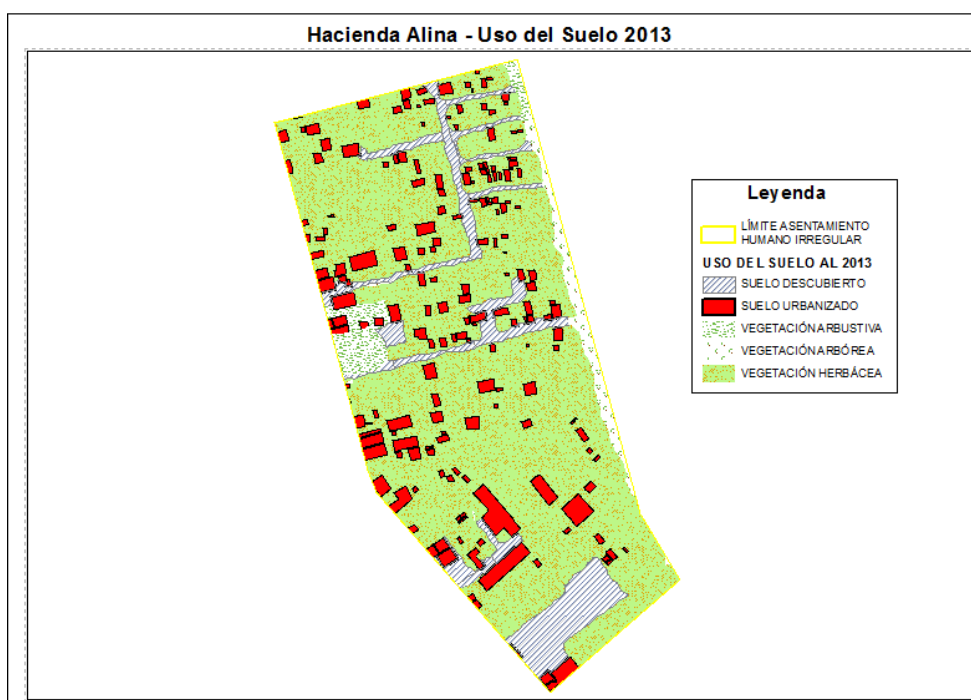 Hacienda Alina - Uso del Suelo 2013
Leyenda
LÍMITE ASENTAMIENTO
HUMANO IRREGULAR
USO DEL SUELO AL 2013
SUELO DESCUBIERTO
SUELO URBANIZADO
VEGETACIÓN ARBUSTIVA
VEGETACIÓN ARBÓREA
VEGETACIÓN HERBÁCEA